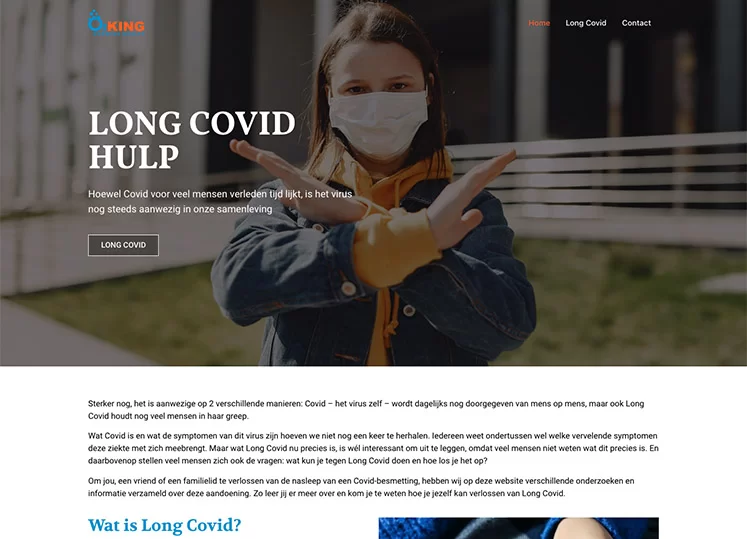 KING
Home Long Covid Contact
LONG COVID
HULP
Hoewel Covid voor veel mensen verleden tijd lijkt, is het virus
nog steeds aanwezig in onze samenleving
LONG COVID
Sterker nog, het is aanwezige op 2 verschillende manieren: Covid – het virus zelf – wordt dagelijks nog doorgegeven van mens op mens, maar ook Long
Covid houdt nog veel mensen in haar greep.
Wat Covid is en wat de symptomen van dit virus zijn hoeven we niet nog een keer te herhalen. Iedereen weet ondertussen wel welke vervelende symptomen
deze ziekte met zich meebrengt. Maar wat Long Covid nu precies is, is wél interessant om uit te leggen, omdat veel mensen niet weten wat dit precies is. En
daarbovenop stellen veel mensen zich ook de vragen: wat kun je tegen Long Covid doen en hoe los je het op?
Om jou, een vriend of een familielid te verlossen van de nasleep van een Covid-besmetting, hebben wij op deze website verschillende onderzoeken en
informatie verzameld over deze aandoening. Zo leer jij er meer over en kom je te weten hoe je jezelf kan verlossen van Long Covid.
Wat is Long Covid?